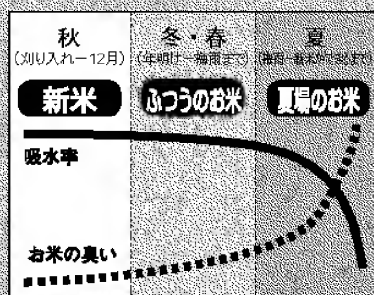 秋
(刈り入れー12月)
新米
冬・春
(年明けー梅雨まで)
ふつうのお米
夏
夏場のお米
吸水率
お米の臭い